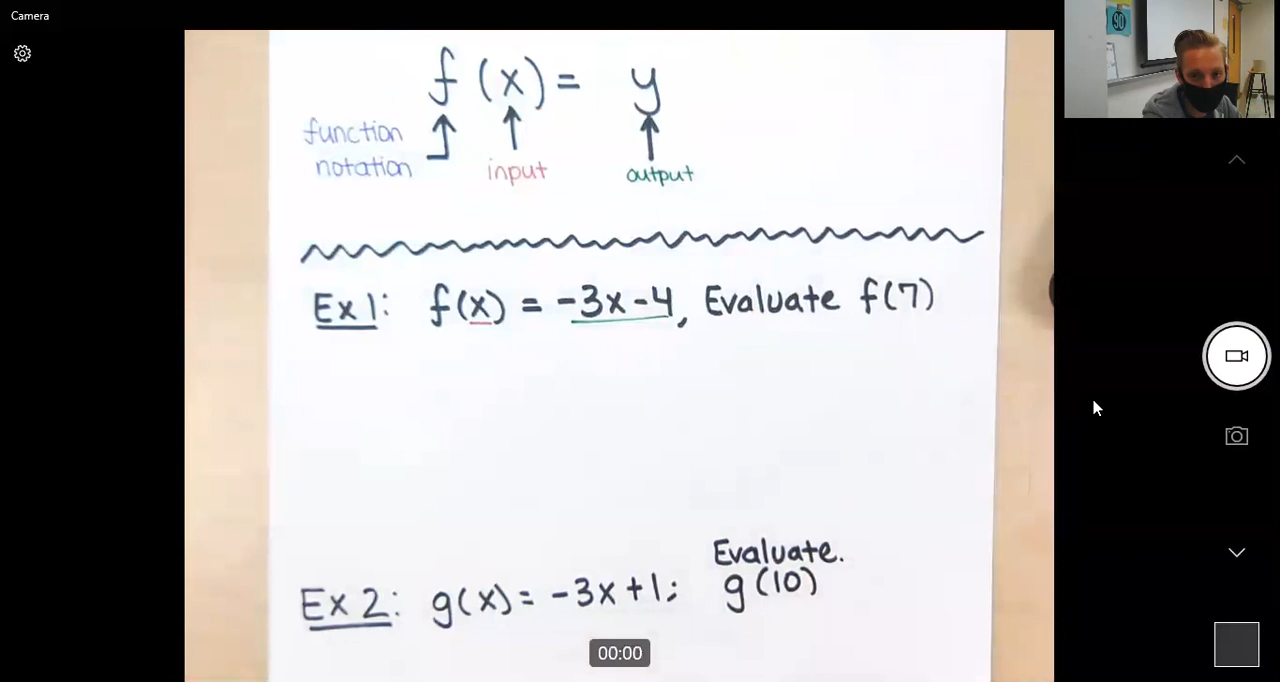 Camera
90
f (x) = y
function
notation
input
output
Ex 1: f(x) = -3x-4, Evaluate f(7)
Evaluate.
Ex 2: g(x) = -3x+1; g(10)
00:00